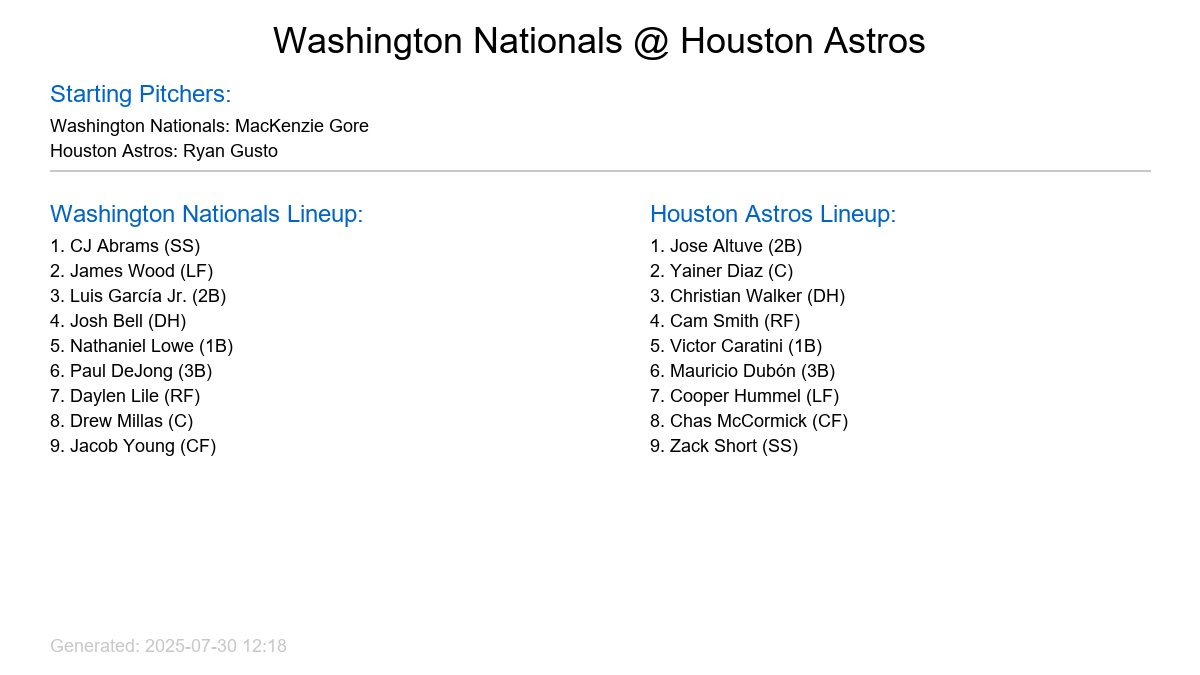 Washington Nationals @ Houston Astros
Starting Pitchers:
Washington Nationals: MacKenzie Gore
Houston Astros: Ryan Gusto
Washington Nationals Lineup:
1. CJ Abrams (SS)
2. James Wood (LF)
3. Luis García Jr. (2B)
4. Josh Bell (DH)
5. Nathaniel Lowe (1B)
6. Paul DeJong (3B)
7. Daylen Lile (RF)
8. Drew Millas (C)
9. Jacob Young (CF)
Houston Astros Lineup:
1. Jose Altuve (2B)
2. Yainer Diaz (C)
3. Christian Walker (DH)
4. Cam Smith (RF)
5. Victor Caratini (1B)
6. Mauricio Dubón (3B)
7. Cooper Hummel (LF)
8. Chas McCormick (CF)
9. Zack Short (SS)
Generated: 2025-07-30 12:18